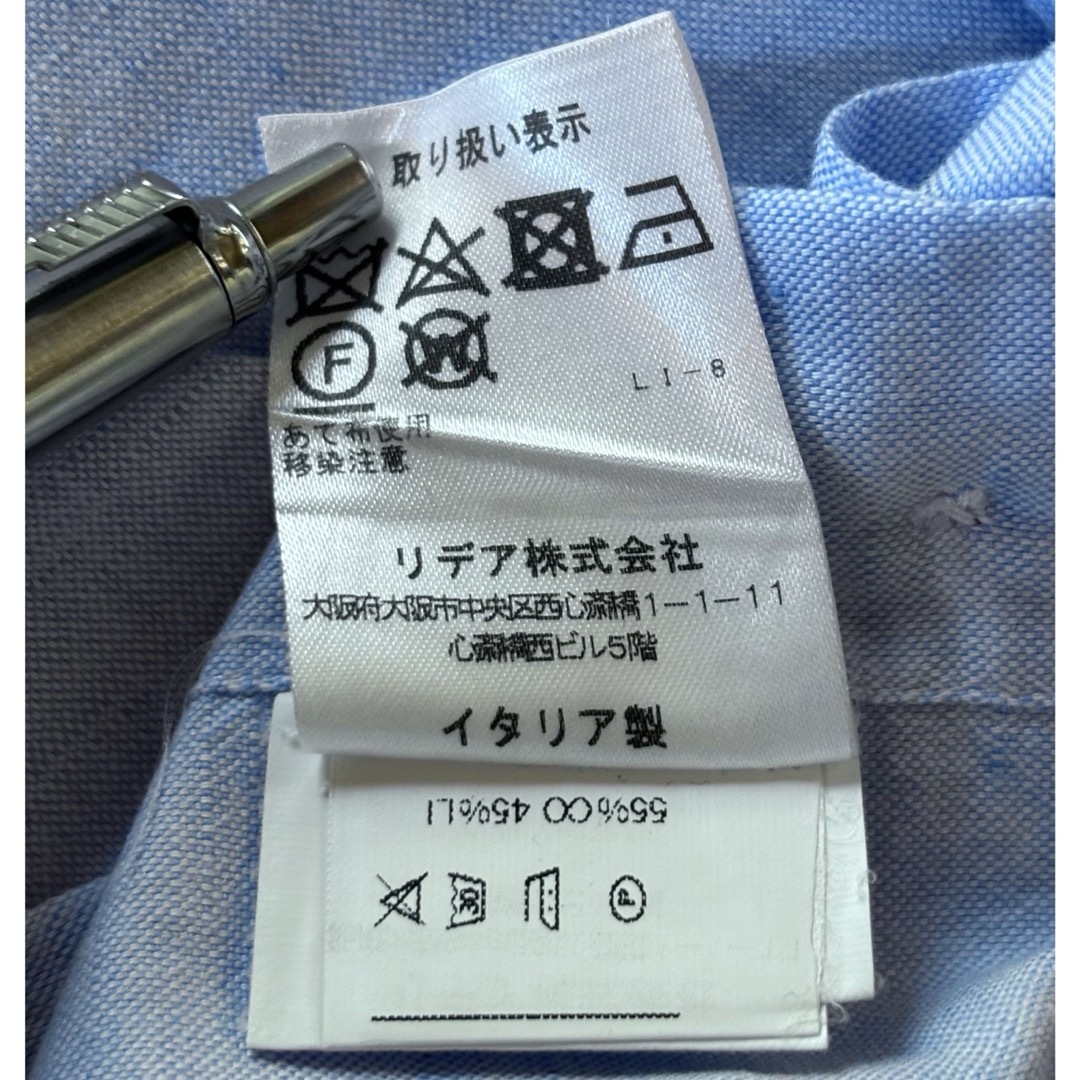 取り扱い表示
F
W
LI-8
あて布使用
移染注意
リデア株式会社
大阪府大阪市中央区西心斎橋1-1-11
心斎橋西ビル5階
イタリア製
55%CO 45%LI
30 P